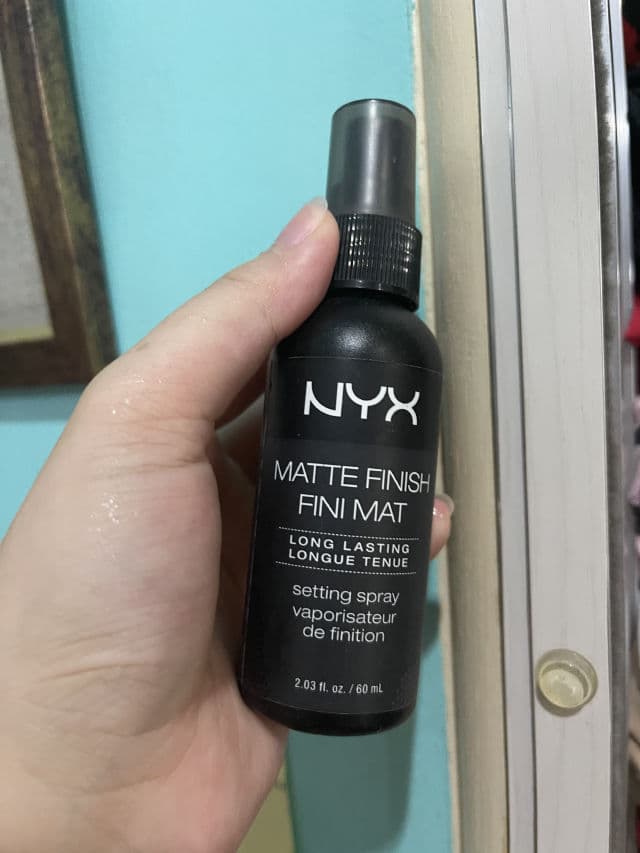 NYX
MATTE FINISH
FINI MAT
LONG LASTING
LONGUE TENUE
setting spray
vaporisateur
de finition
2.03 fl. oz. / 60 mL